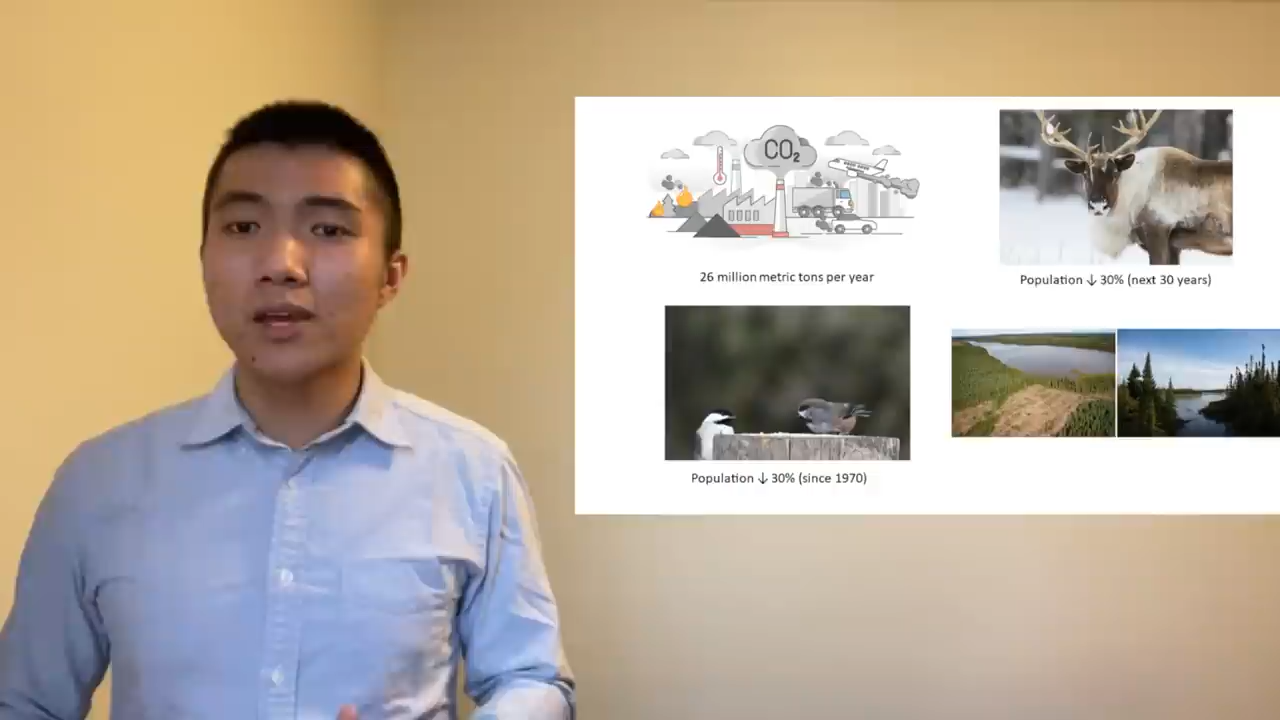 CO₂
26 million metric tons per year
Population ↓ 30% (next 30 years)
Population ↓ 30% (since 1970)